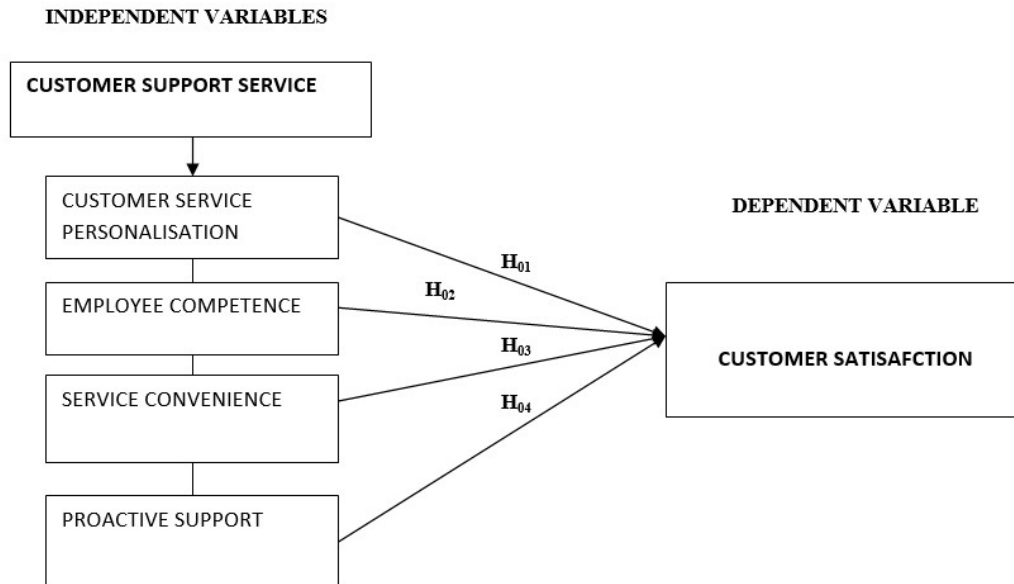 INDEPENDENT VARIABLES
CUSTOMER SUPPORT SERVICE
CUSTOMER SERVICE
PERSONALISATION
DEPENDENT VARIABLE
H01
H02
EMPLOYEE COMPETENCE
H03
CUSTOMER SATISAFCTION
SERVICE CONVENIENCE
H04
PROACTIVE SUPPORT